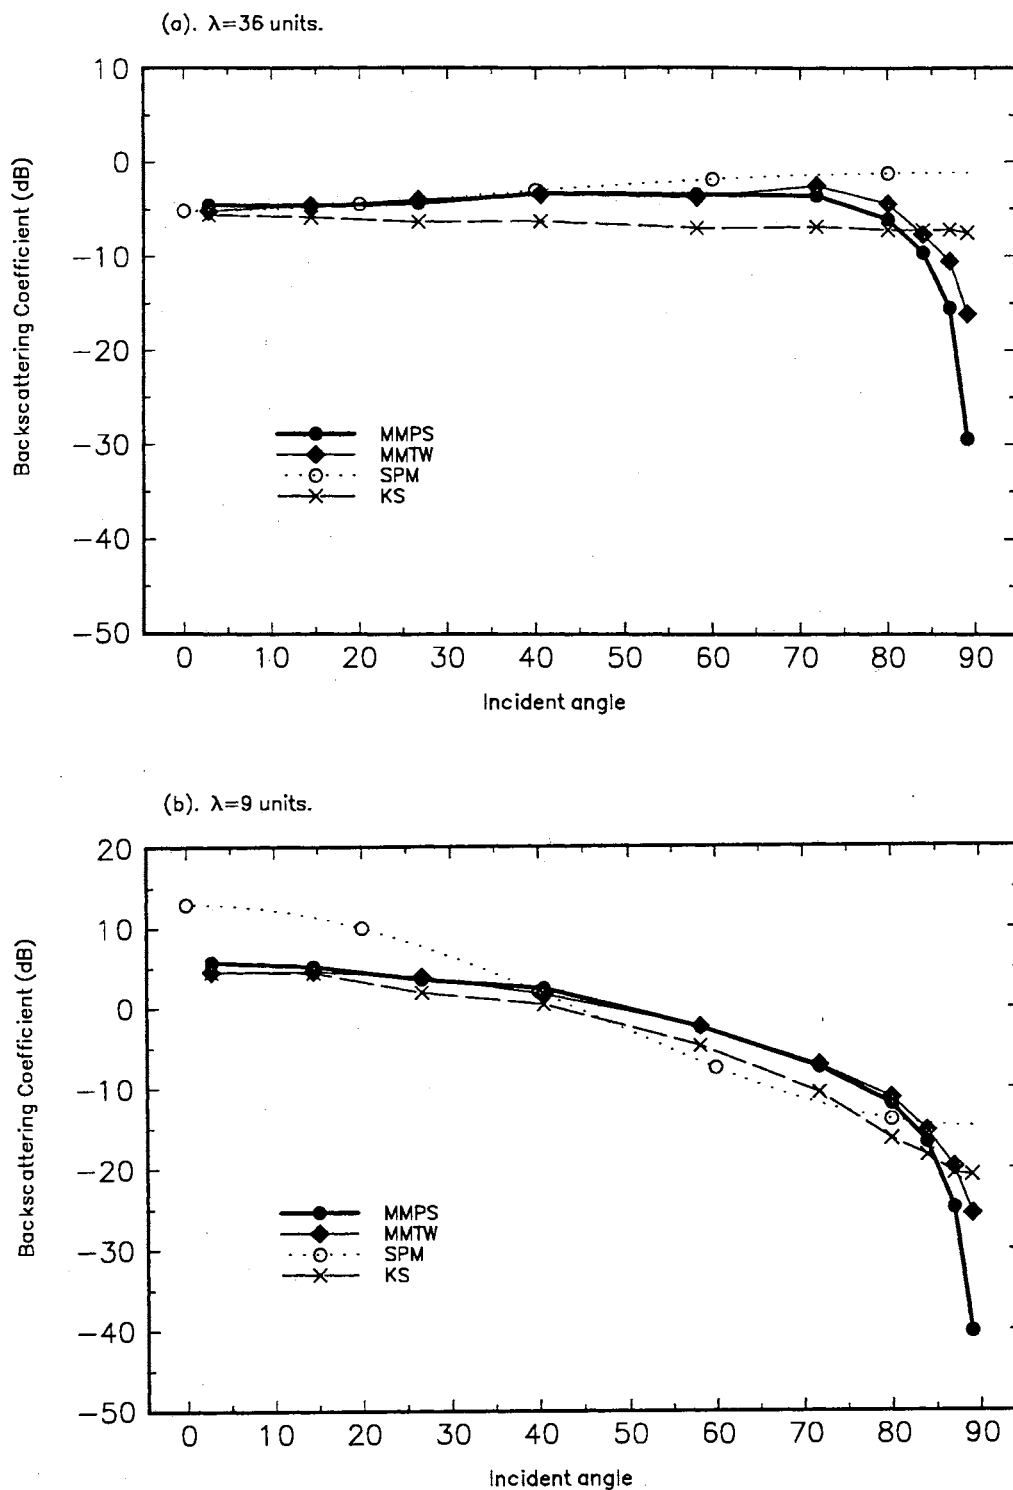 (a). λ=36 units.
10
0
−10
−20
−30
−40
−50
Backscattering Coefficient (dB)
MMPS
MMTW
SPM
KS
0 10 20 30 40 50 60 70 80 90
Incident angle
(b). λ=9 units.
20
10
0
−10
−20
−30
−40
−50
Backscattering Coefficient (dB)
MMPS
MMTW
SPM
KS
0 10 20 30 40 50 60 70 80 90
Incident angle